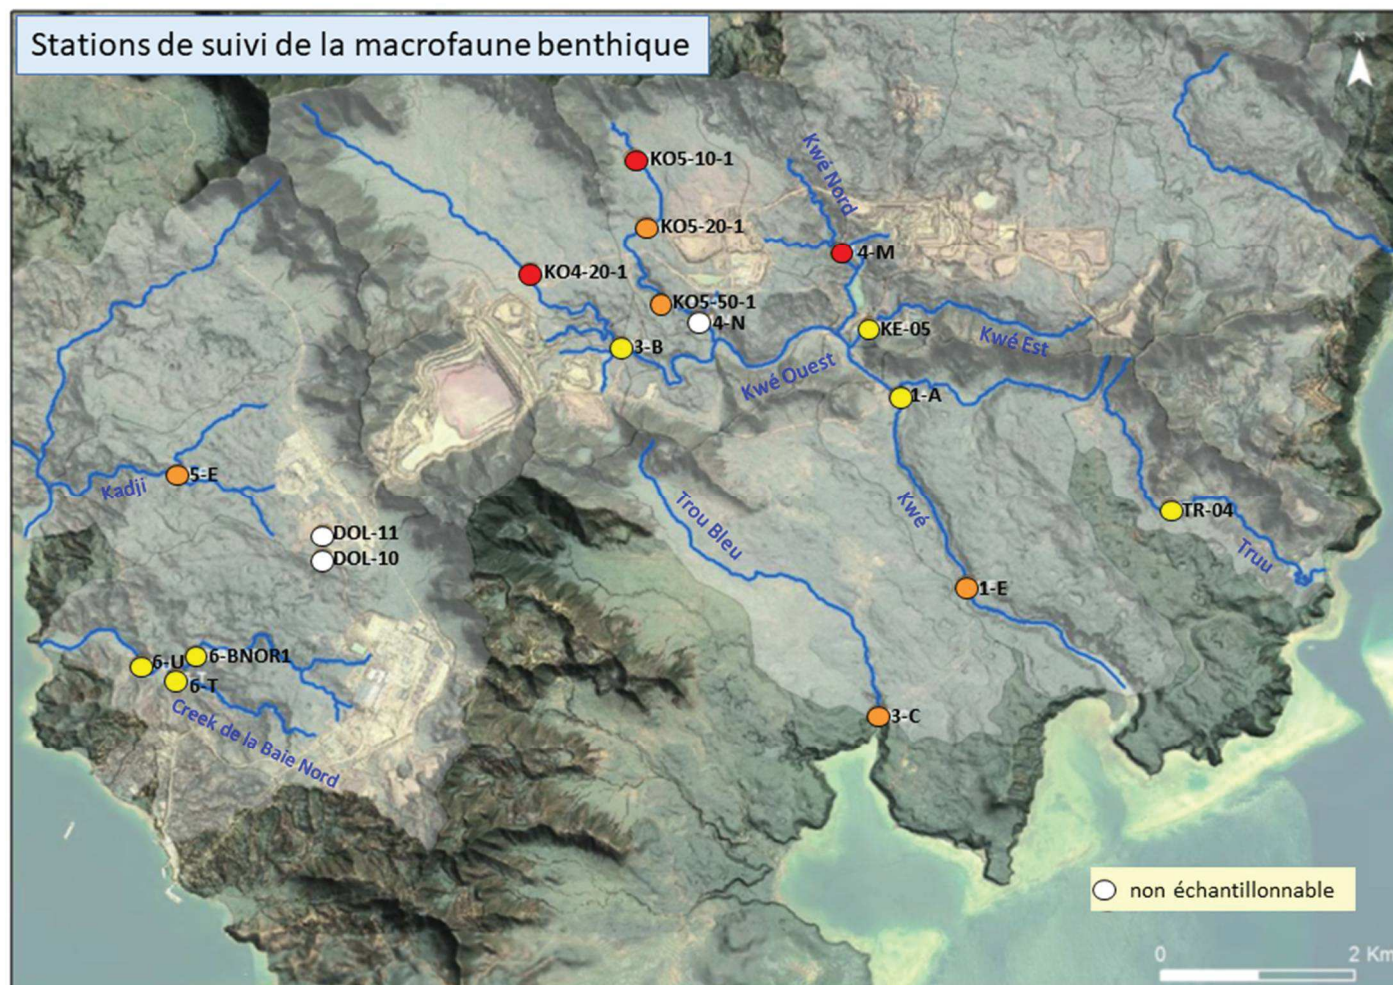 Stations de suivi de la macrofaune benthique
Kwé Nord
KO5-10-1
KO5-20-1
4-M
KO4-20-1
KO5-50-1
4-N
KE-05
Kwé Est
3-B
Kwé Ouest
1-A
5-E
Kadji
Trou Bleu
Kwé
TR-04
Truu
DOL-11
DOL-10
1-E
6-U
6-BNOR1
6-T
Creek de la Baie Nord
3-C
non échantillonnable
0 2 Km